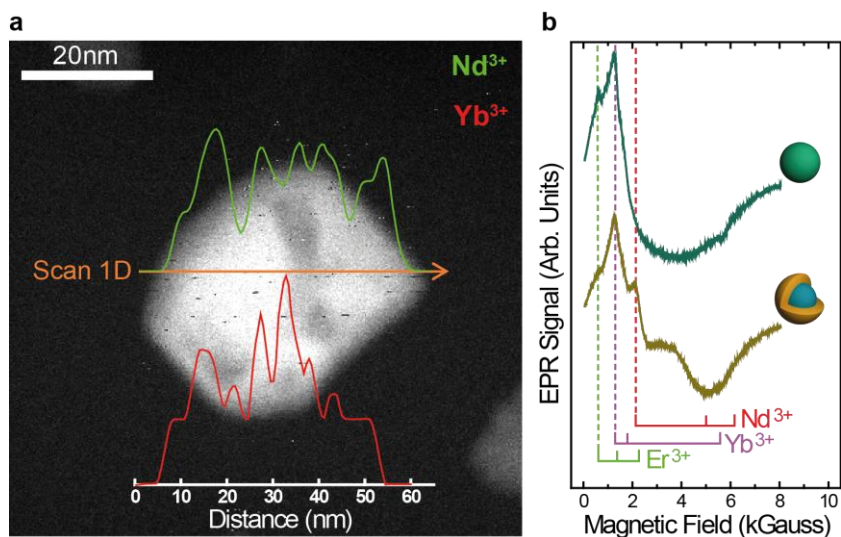 a
20nm
Nd3+
Yb3+
Scan 1D
0 10 20 30 40 50 60
Distance (nm)
b
EPR Signal (Arb. Units)
Nd3+
Yb3+
Er3+
0 2 4 6 8 10
Magnetic Field (kGauss)